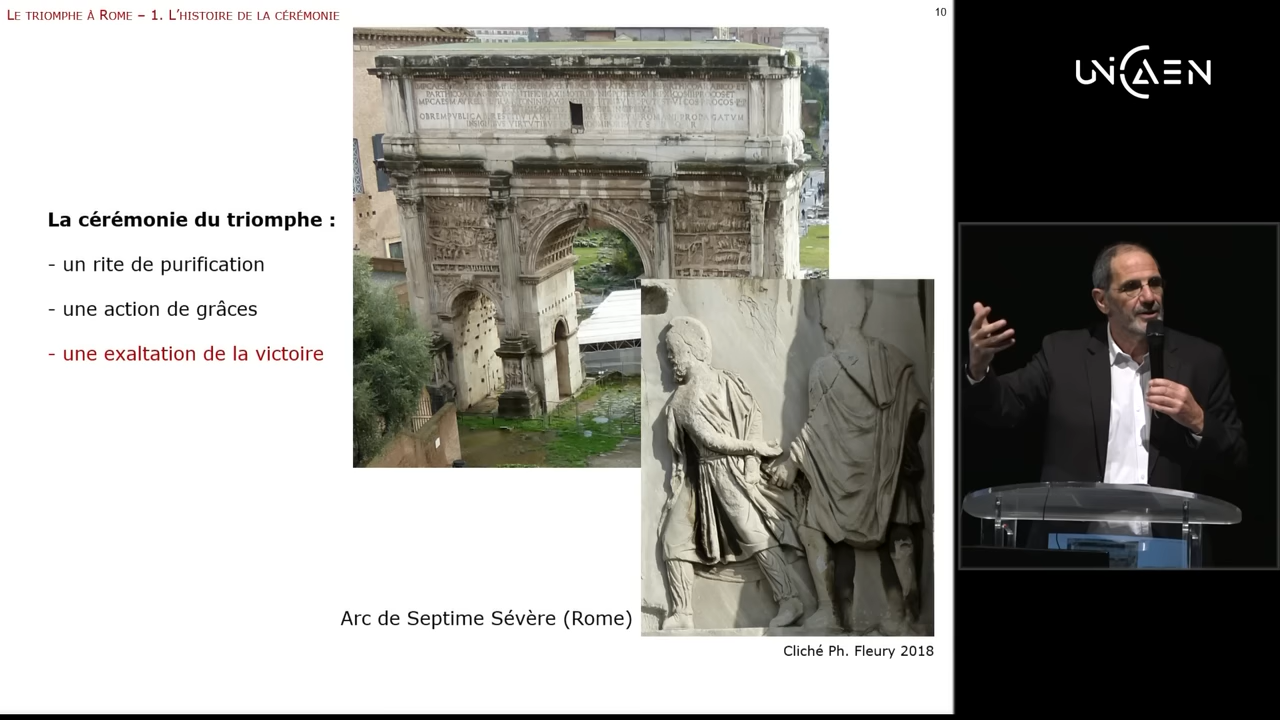 LE TRIOMPHE À ROME – 1. L'HISTOIRE DE LA CÉRÉMONIE
10
UNICAEN
La cérémonie du triomphe :
- un rite de purification
- une action de grâces
- une exaltation de la victoire
Arc de Septime Sévère (Rome)
Cliché Ph. Fleury 2018